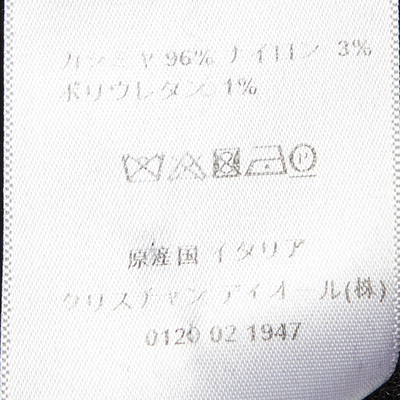 カシミヤ 96% ナイロン 3%
ポリウレタン 1%
P
原産国 イタリア
クリスチャン ディオール(株)
0120 02 1947